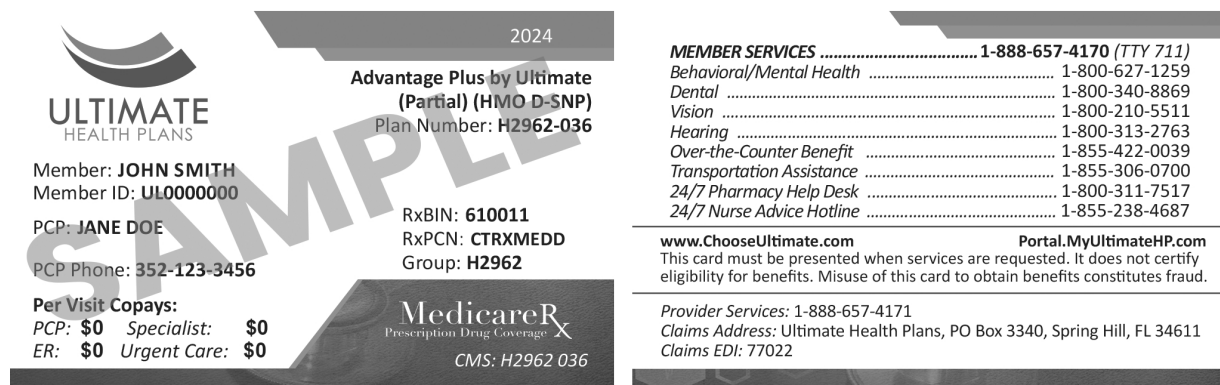 ULTIMATE
HEALTH PLANS
2024
Advantage Plus by Ultimate
(Partial) (HMO D-SNP)
Plan Number: H2962-036
Member: JOHN SMITH
Member ID: UL0000000
PCP: JANE DOE
PCP Phone: 352-123-3456
RxBIN: 610011
RxPCN: CTRXMEDD
Group: H2962
SAMPLE
Per Visit Copays:
PCP: $0 Specialist: $0
ER: $0 Urgent Care: $0
MedicareRx
Prescription Drug Coverage
CMS: H2962 036
MEMBER SERVICES ................................ 1-888-657-4170 (TTY 711)
Behavioral/Mental Health ........................................ 1-800-627-1259
Dental ..................................................................... 1-800-340-8869
Vision ...................................................................... 1-800-210-5511
Hearing ................................................................... 1-800-313-2763
Over-the-Counter Benefit ........................................ 1-855-422-0039
Transportation Assistance ........................................ 1-855-306-0700
24/7 Pharmacy Help Desk ........................................ 1-800-311-7517
24/7 Nurse Advice Hotline ........................................ 1-855-238-4687
www.ChooseUltimate.com Portal.MyUltimateHP.com
This card must be presented when services are requested. It does not certify
eligibility for benefits. Misuse of this card to obtain benefits constitutes fraud.
Provider Services: 1-888-657-4171
Claims Address: Ultimate Health Plans, PO Box 3340, Spring Hill, FL 34611
Claims EDI: 77022